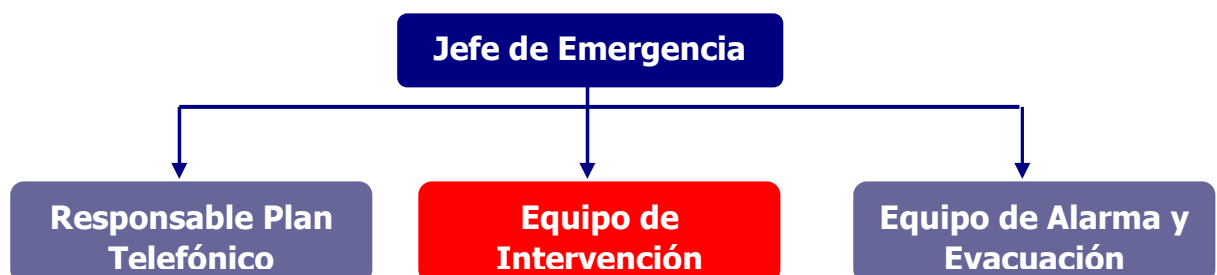 Jefe de Emergencia
Responsable Plan
Telefónico
Equipo de
Intervención
Equipo de Alarma y
Evacuación